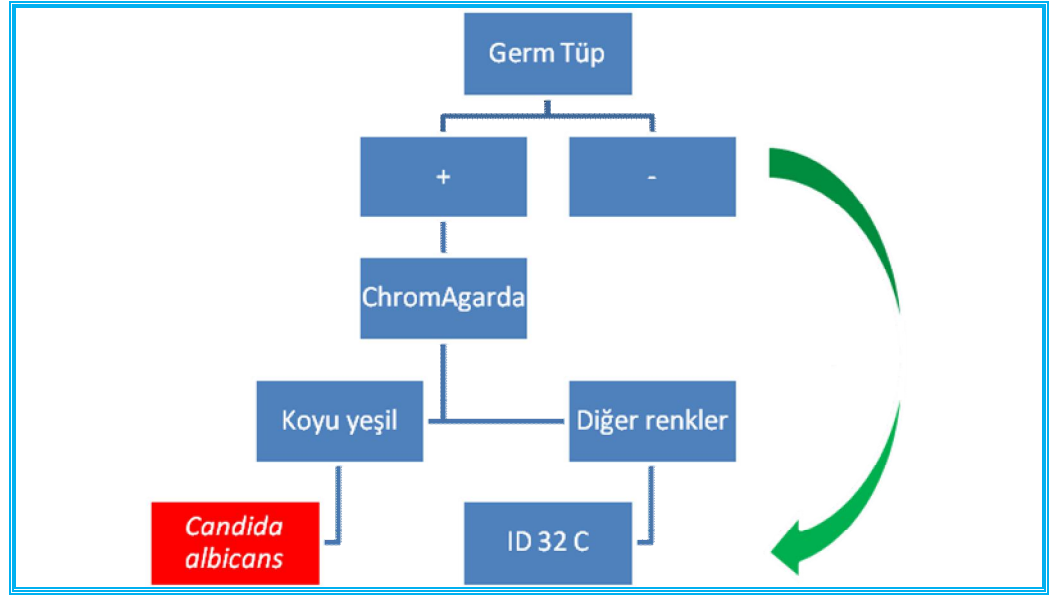 Germ Tüp
+
-
ChromAgarda
Koyu yeşil
Diğer renkler
Candida
albicans
ID 32 C